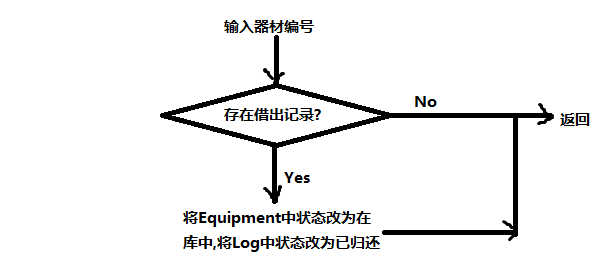 输入器材编号
存在借出记录?
No
返回
Yes
将Equipment中状态改为在
库中,将Log中状态改为已归还